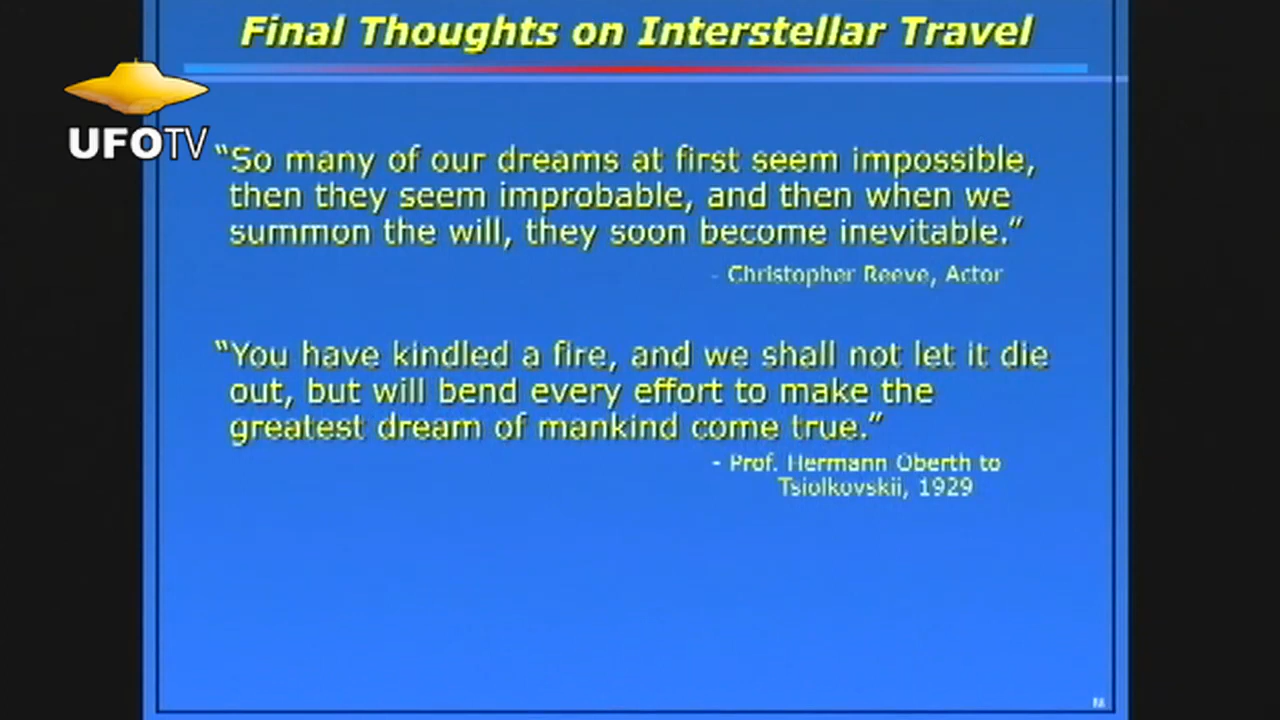 Final Thoughts on Interstellar Travel
UFOTV
“So many of our dreams at first seem impossible,
then they seem improbable, and then when we
summon the will, they soon become inevitable.”
- Christopher Reeve, Actor
“You have kindled a fire, and we shall not let it die
out, but will bend every effort to make the
greatest dream of mankind come true.”
- Prof. Hermann Oberth to
Tsiolkovskii, 1929